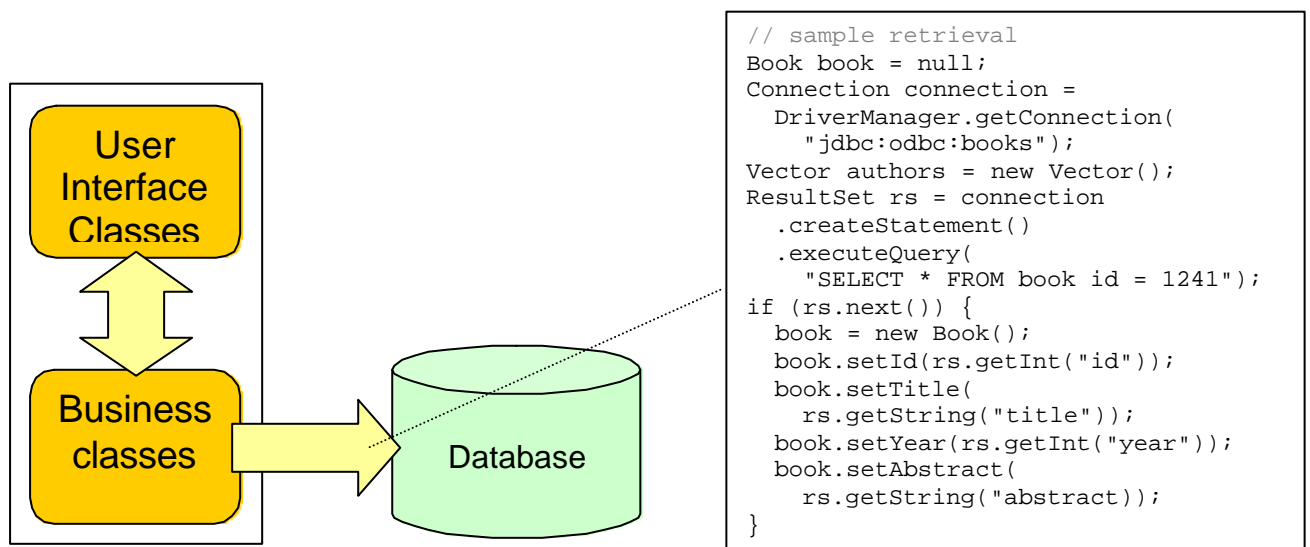 User
Interface
Classes
Business
classes
Database
// sample retrieval
Book book = null;
Connection connection =
  DriverManager.getConnection(
    "jdbc:odbc:books");
Vector authors = new Vector();
ResultSet rs = connection
  .createStatement()
  .executeQuery(
    "SELECT * FROM book id = 1241");
if (rs.next()) {
  book = new Book();
  book.setId(rs.getInt("id"));
  book.setTitle(
    rs.getString("title"));
  book.setYear(rs.getInt("year"));
  book.setAbstract(
    rs.getString("abstract));
}